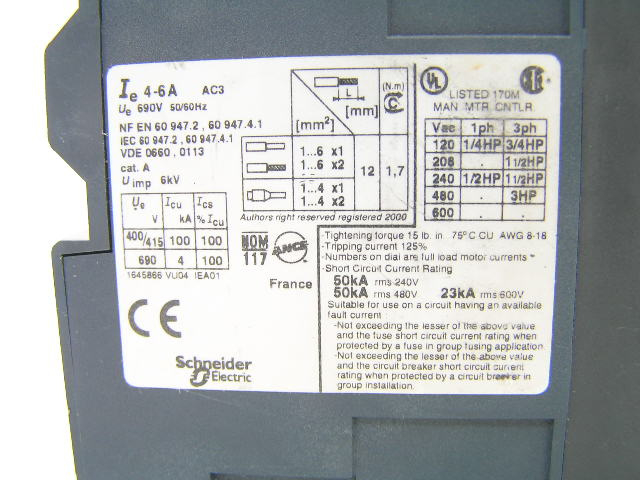 Ie 4-6A AC3
Ue 690V 50/60Hz
NF EN 60 947.2 , 60 947.4.1
IEC 60 947.2 , 60 947.4.1
VDE 0660 , 0113
cat. A
U imp 6kV
Ue Icu Ics
V kA % Icu
400/415 100 100
690 4 100
1645866 VU04 IEA01
L
[mm²] [mm] (N.m)
C
1...6 x1
1...6 x2
1...4 x1
1...4 x2
12 1,7
Authors right reserved registered 2000
NOM
117
ANCE
France
CE
Schneider
Electric
UL
LISTED 170M
MAN. MTR. CNTLR.
Vac 1ph 3ph
120 1/4HP 3/4HP
208 . 1 1/2HP
240 1/2HP 1 1/2HP
480 . 3HP
600 . .
-Tightening torque 15 lb. in 75°C CU AWG 8-18
-Tripping current 125%
-Numbers on dial are full load motor currents
-Short Circuit Current Rating
50kA rms 240V
50kA rms 480V 23kA rms 600V
Suitable for use on a circuit having an available
fault current :
-Not exceeding the lesser of the above value
and the fuse short circuit current rating when
protected by a fuse in group fusing application
-Not exceeding the lesser of the above value
and the circuit breaker short circuit current
rating when protected by a circuit breaker in
group installation.